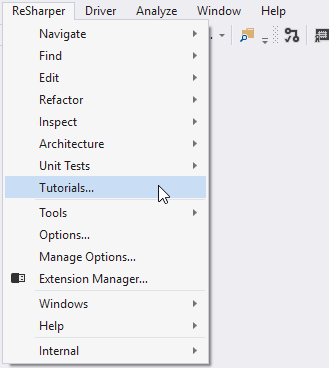 ReSharper Driver Analyze Window Help
Navigate
Find
Edit
Refactor
Inspect
Architecture
Unit Tests
Tutorials...
Tools
Options...
Manage Options...
Extension Manager...
Windows
Help
Internal